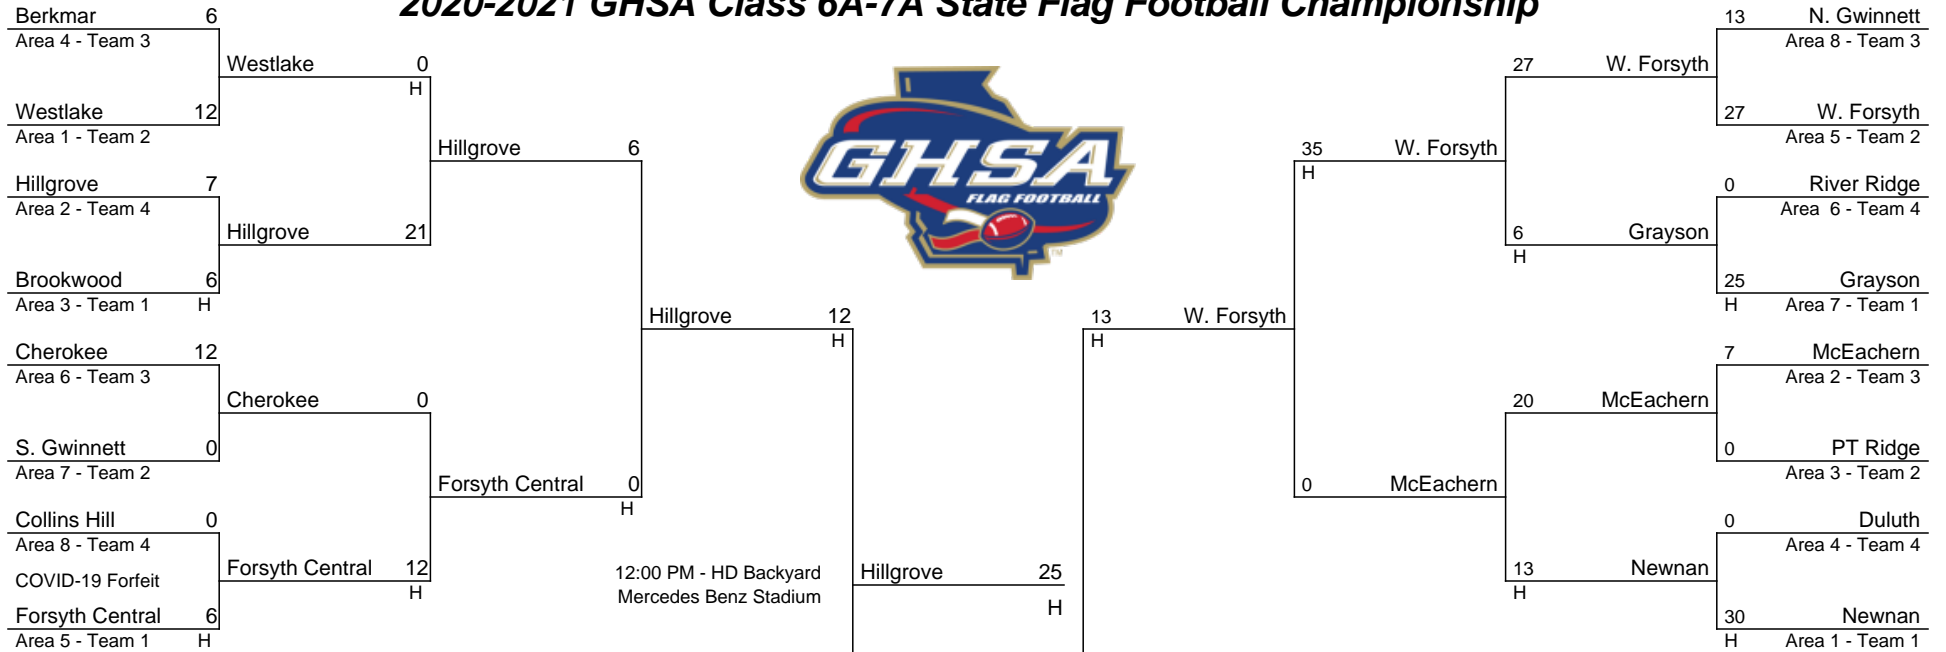 2020-2021 GHSA Class 6A-7A State Flag Football Championship
Berkmar 6
Area 4 - Team 3
Westlake 0
H
Westlake 12
Area 1 - Team 2
Hillgrove 6
Hillgrove 7
Area 2 - Team 4
Hillgrove 21
Brookwood 6
Area 3 - Team 1 H
Hillgrove 12
H
Cherokee 12
Area 6 - Team 3
Cherokee 0
S. Gwinnett 0
Area 7 - Team 2
Forsyth Central 0
H
Collins Hill 0
Area 8 - Team 4
COVID-19 Forfeit
Forsyth Central 12
H
Forsyth Central 6
Area 5 - Team 1 H
12:00 PM - HD Backyard
Mercedes Benz Stadium
Hillgrove 25
H
GHSA
FLAG FOOTBALL
TM
13 N. Gwinnett
Area 8 - Team 3
27 W. Forsyth
27 W. Forsyth
Area 5 - Team 2
35 W. Forsyth
H
0 River Ridge
Area  6 - Team 4
6 Grayson
H
25 Grayson
H Area 7 - Team 1
13 W. Forsyth
H
7 McEachern
Area 2 - Team 3
20 McEachern
0 PT Ridge
Area 3 - Team 2
0 McEachern
0 Duluth
Area 4 - Team 4
13 Newnan
H
30 Newnan
H Area 1 - Team 1